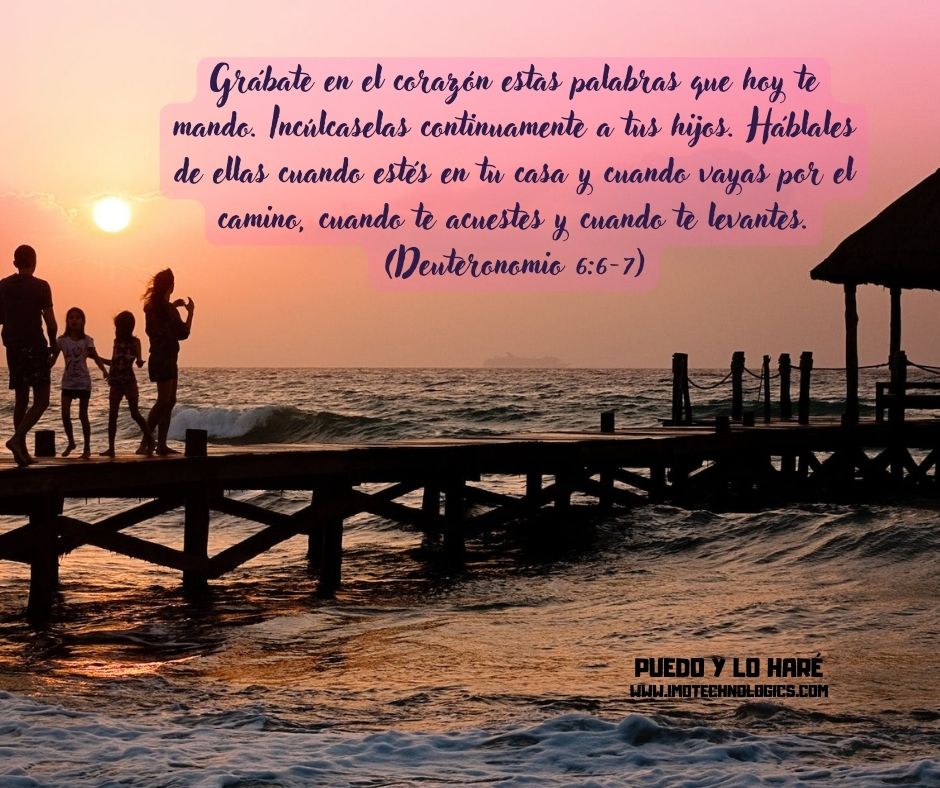 Grábate en el corazón estas palabras que hoy te
mando. Incúlcaselas continuamente a tus hijos. Háblales
de ellas cuando estés en tu casa y cuando vayas por el
camino, cuando te acuestes y cuando te levantes.
(Deuteronomio 6:6-7)
PUEDO Y LO HARÉ
WWW.IMOTECHNOLOGICS.COM